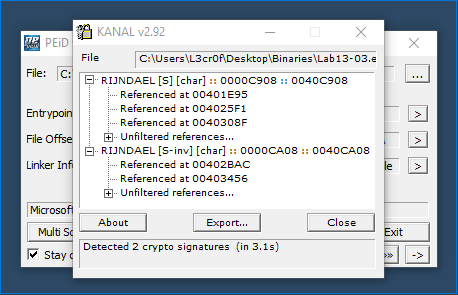 KANAL v2.92
File C:\Users\L3cr0f\Desktop\Binaries\Lab13-03.e
RIJNDAEL [S] [char] :: 0000C908 :: 0040C908
Referenced at 00401E95
Referenced at 004025F1
Referenced at 0040308F
Unfiltered references...
RIJNDAEL [S-inv] [char] :: 0000CA08 :: 0040CA08
Referenced at 00402BAC
Referenced at 00403456
Unfiltered references...
About Export... Close
Detected 2 crypto signatures (in 3.1s)
PEiD
File: C: ...
Entrypoin >
File Offse >
Linker Inf >
Microsoft
Multi Sc Exit
Stay o »» ->